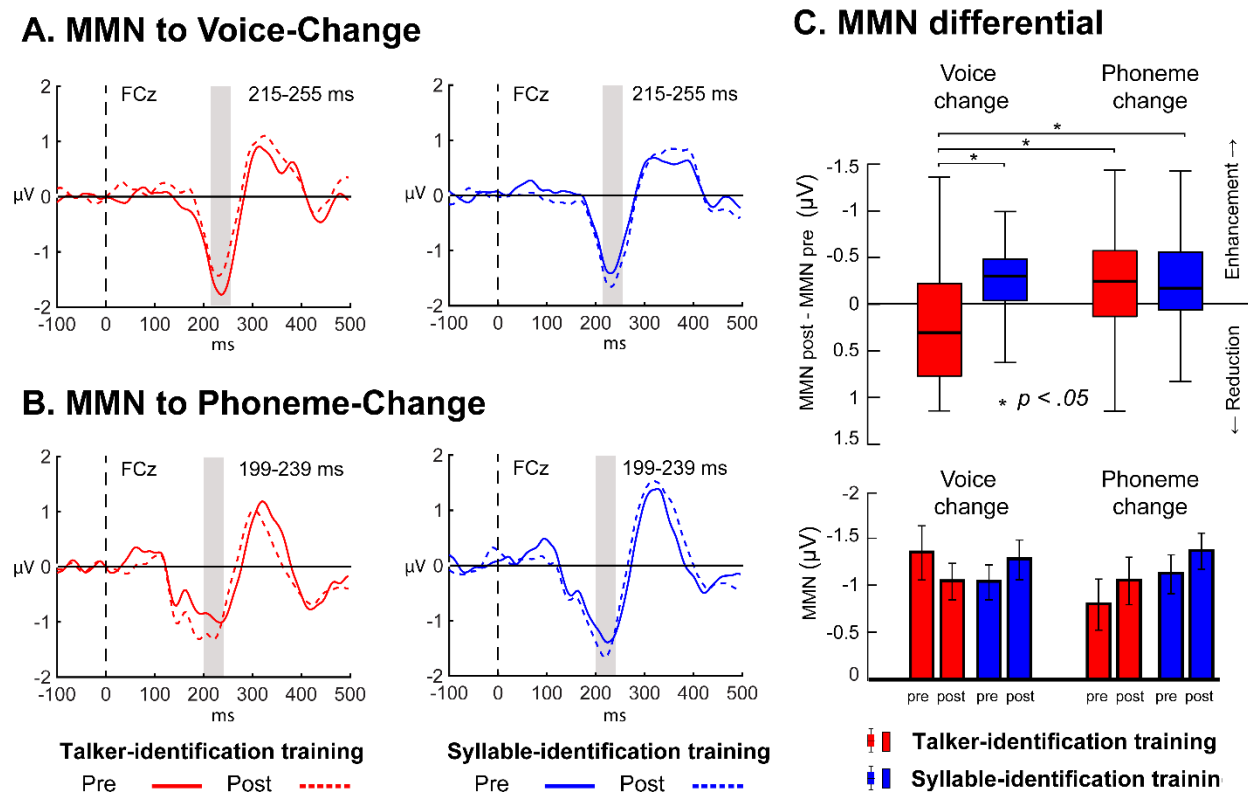 A. MMN to Voice-Change
2
1
μV
0
-1
-2
FCz
215-255 ms
-100 0 100 200 300 400 500
ms
2
1
μV
0
-1
-2
FCz
215-255 ms
-100 0 100 200 300 400 500
ms
B. MMN to Phoneme-Change
2
1
μV
0
-1
-2
FCz
199-239 ms
-100 0 100 200 300 400 500
ms
2
1
μV
0
-1
-2
FCz
199-239 ms
-100 0 100 200 300 400 500
ms
Talker-identification training
Pre Post
Syllable-identification training
Pre Post
C. MMN differential
Voice
change
Phoneme
change
*
*
*
MMN post - MMN pre (μV)
-1.5
-1
-0.5
0
0.5
1
1.5
Enhancement →
← Reduction
* p < .05
Voice
change
Phoneme
change
MMN (μV)
-2
-1.5
-1
-0.5
0
pre post pre post
pre post pre post
Talker-identification training
Syllable-identification trainin